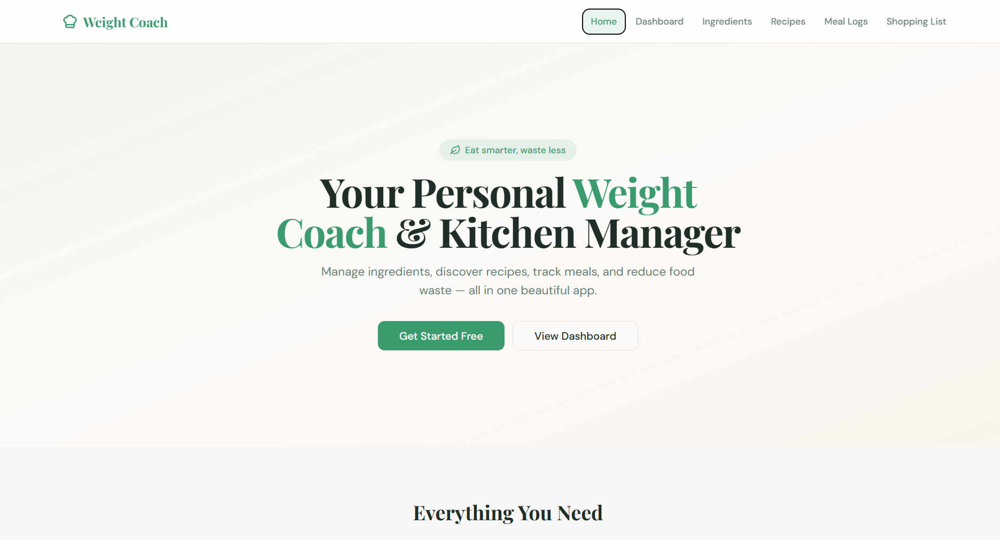 Weight Coach
Home
Dashboard
Ingredients
Recipes
Meal Logs
Shopping List
Eat smarter, waste less
Your Personal Weight
Coach & Kitchen Manager
Manage ingredients, discover recipes, track meals, and reduce food
waste — all in one beautiful app.
Get Started Free
View Dashboard
Everything You Need